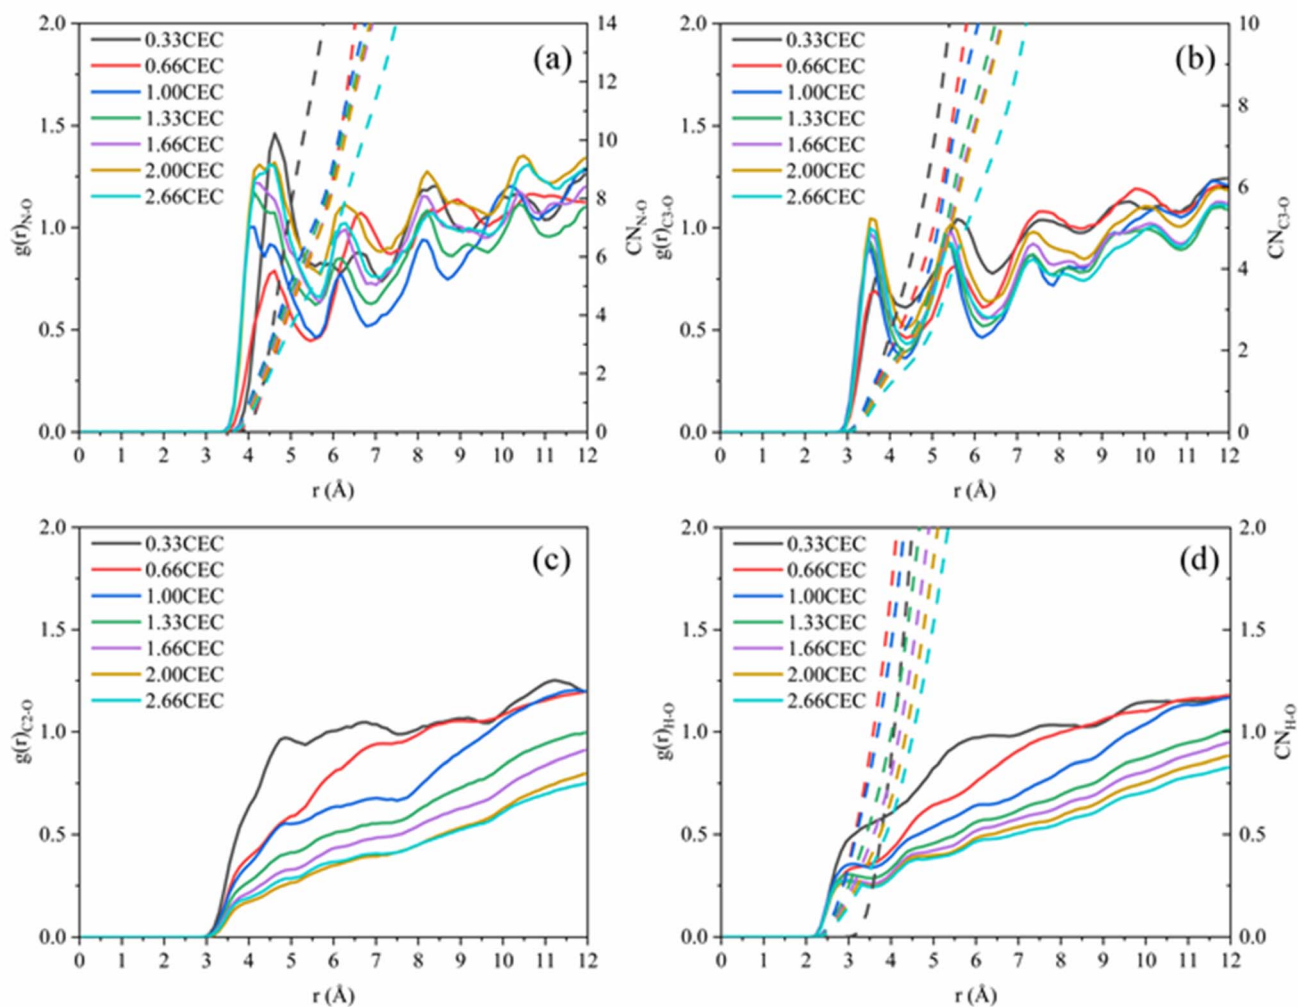 (a)
0.33CEC
0.66CEC
1.00CEC
1.33CEC
1.66CEC
2.00CEC
2.66CEC
2.0
1.5
1.0
0.5
0.0
g(r)N-O
14
12
10
8
6
4
2
0
CNN-O
0 1 2 3 4 5 6 7 8 9 10 11 12
r (Å)
(b)
0.33CEC
0.66CEC
1.00CEC
1.33CEC
1.66CEC
2.00CEC
2.66CEC
2.0
1.5
1.0
0.5
0.0
g(r)C3-O
10
8
6
4
2
0
CNC3-O
0 1 2 3 4 5 6 7 8 9 10 11 12
r (Å)
(c)
0.33CEC
0.66CEC
1.00CEC
1.33CEC
1.66CEC
2.00CEC
2.66CEC
2.0
1.5
1.0
0.5
0.0
g(r)C2-O
0 1 2 3 4 5 6 7 8 9 10 11 12
r (Å)
(d)
0.33CEC
0.66CEC
1.00CEC
1.33CEC
1.66CEC
2.00CEC
2.66CEC
2.0
1.5
1.0
0.5
0.0
g(r)H-O
2.0
1.5
1.0
0.5
0.0
CNH-O
0 1 2 3 4 5 6 7 8 9 10 11 12
r (Å)